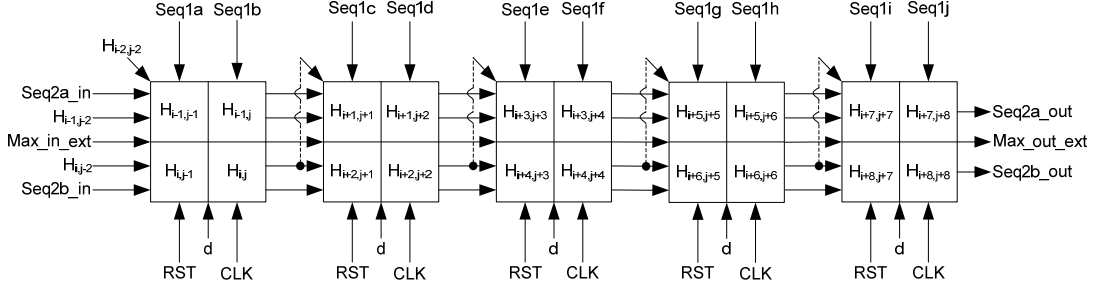 Seq1a Seq1b Seq1c Seq1d Seq1e Seq1f Seq1g Seq1h Seq1i Seq1j
Hi-2,j-2
Seq2a_in
Hi-1,j-2
Max_in_ext
Hi,j-2
Seq2b_in
Hi-1,j-1 Hi-1,j Hi+1,j+1 Hi+1,j+2 Hi+3,j+3 Hi+3,j+4 Hi+5,j+5 Hi+5,j+6 Hi+7,j+7 Hi+7,j+8
Hi,j-1 Hi,j Hi+2,j+1 Hi+2,j+2 Hi+4,j+3 Hi+4,j+4 Hi+6,j+5 Hi+6,j+6 Hi+8,j+7 Hi+8,j+8
Seq2a_out
Max_out_ext
Seq2b_out
d d d d d
RST CLK RST CLK RST CLK RST CLK RST CLK